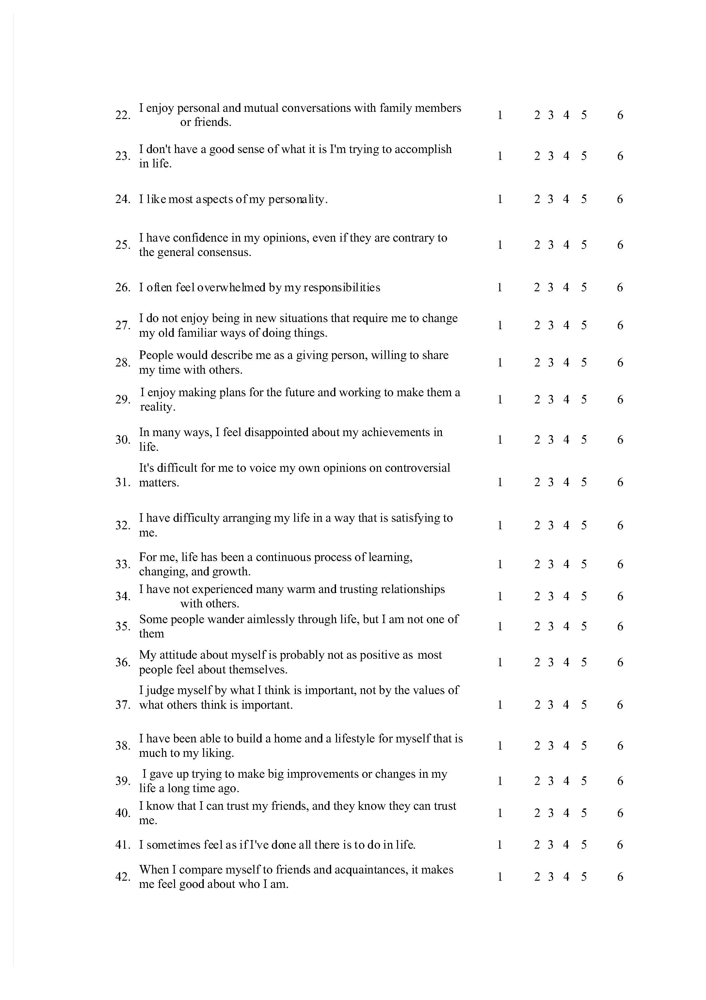 22. I enjoy personal and mutual conversations with family members 1 2 3 4 5 6
or friends.
23. I don't have a good sense of what it is I'm trying to accomplish 1 2 3 4 5 6
in life.
24. I like most aspects of my personality. 1 2 3 4 5 6
25. I have confidence in my opinions, even if they are contrary to 1 2 3 4 5 6
the general consensus.
26. I often feel overwhelmed by my responsibilities 1 2 3 4 5 6
27. I do not enjoy being in new situations that require me to change 1 2 3 4 5 6
my old familiar ways of doing things.
28. People would describe me as a giving person, willing to share 1 2 3 4 5 6
my time with others.
29. I enjoy making plans for the future and working to make them a 1 2 3 4 5 6
reality.
30. In many ways, I feel disappointed about my achievements in 1 2 3 4 5 6
life.
It's difficult for me to voice my own opinions on controversial
31. matters. 1 2 3 4 5 6
32. I have difficulty arranging my life in a way that is satisfying to 1 2 3 4 5 6
me.
33. For me, life has been a continuous process of learning, 1 2 3 4 5 6
changing, and growth.
34. I have not experienced many warm and trusting relationships 1 2 3 4 5 6
with others.
35. Some people wander aimlessly through life, but I am not one of 1 2 3 4 5 6
them
36. My attitude about myself is probably not as positive as most 1 2 3 4 5 6
people feel about themselves.
I judge myself by what I think is important, not by the values of
37. what others think is important. 1 2 3 4 5 6
38. I have been able to build a home and a lifestyle for myself that is 1 2 3 4 5 6
much to my liking.
39. I gave up trying to make big improvements or changes in my 1 2 3 4 5 6
life a long time ago.
40. I know that I can trust my friends, and they know they can trust 1 2 3 4 5 6
me.
41. I sometimes feel as if I've done all there is to do in life. 1 2 3 4 5 6
42. When I compare myself to friends and acquaintances, it makes 1 2 3 4 5 6
me feel good about who I am.